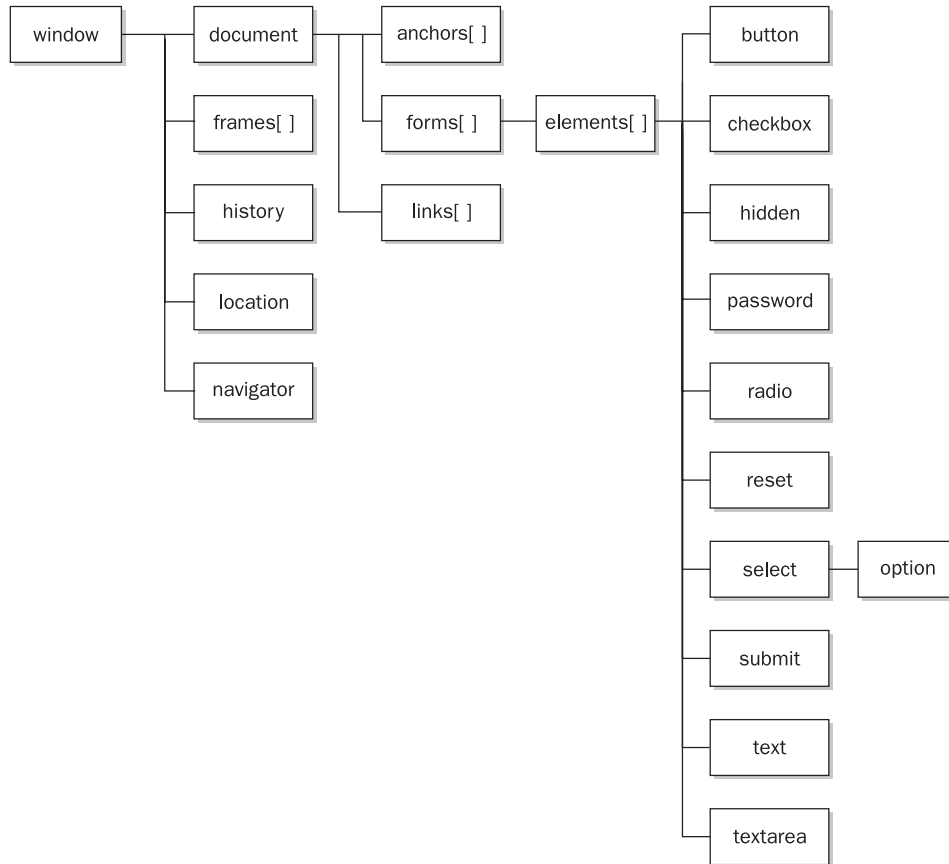 window
document
anchors[ ]
button
frames[ ]
forms[ ]
elements[ ]
checkbox
history
links[ ]
hidden
location
password
navigator
radio
reset
select
option
submit
text
textarea